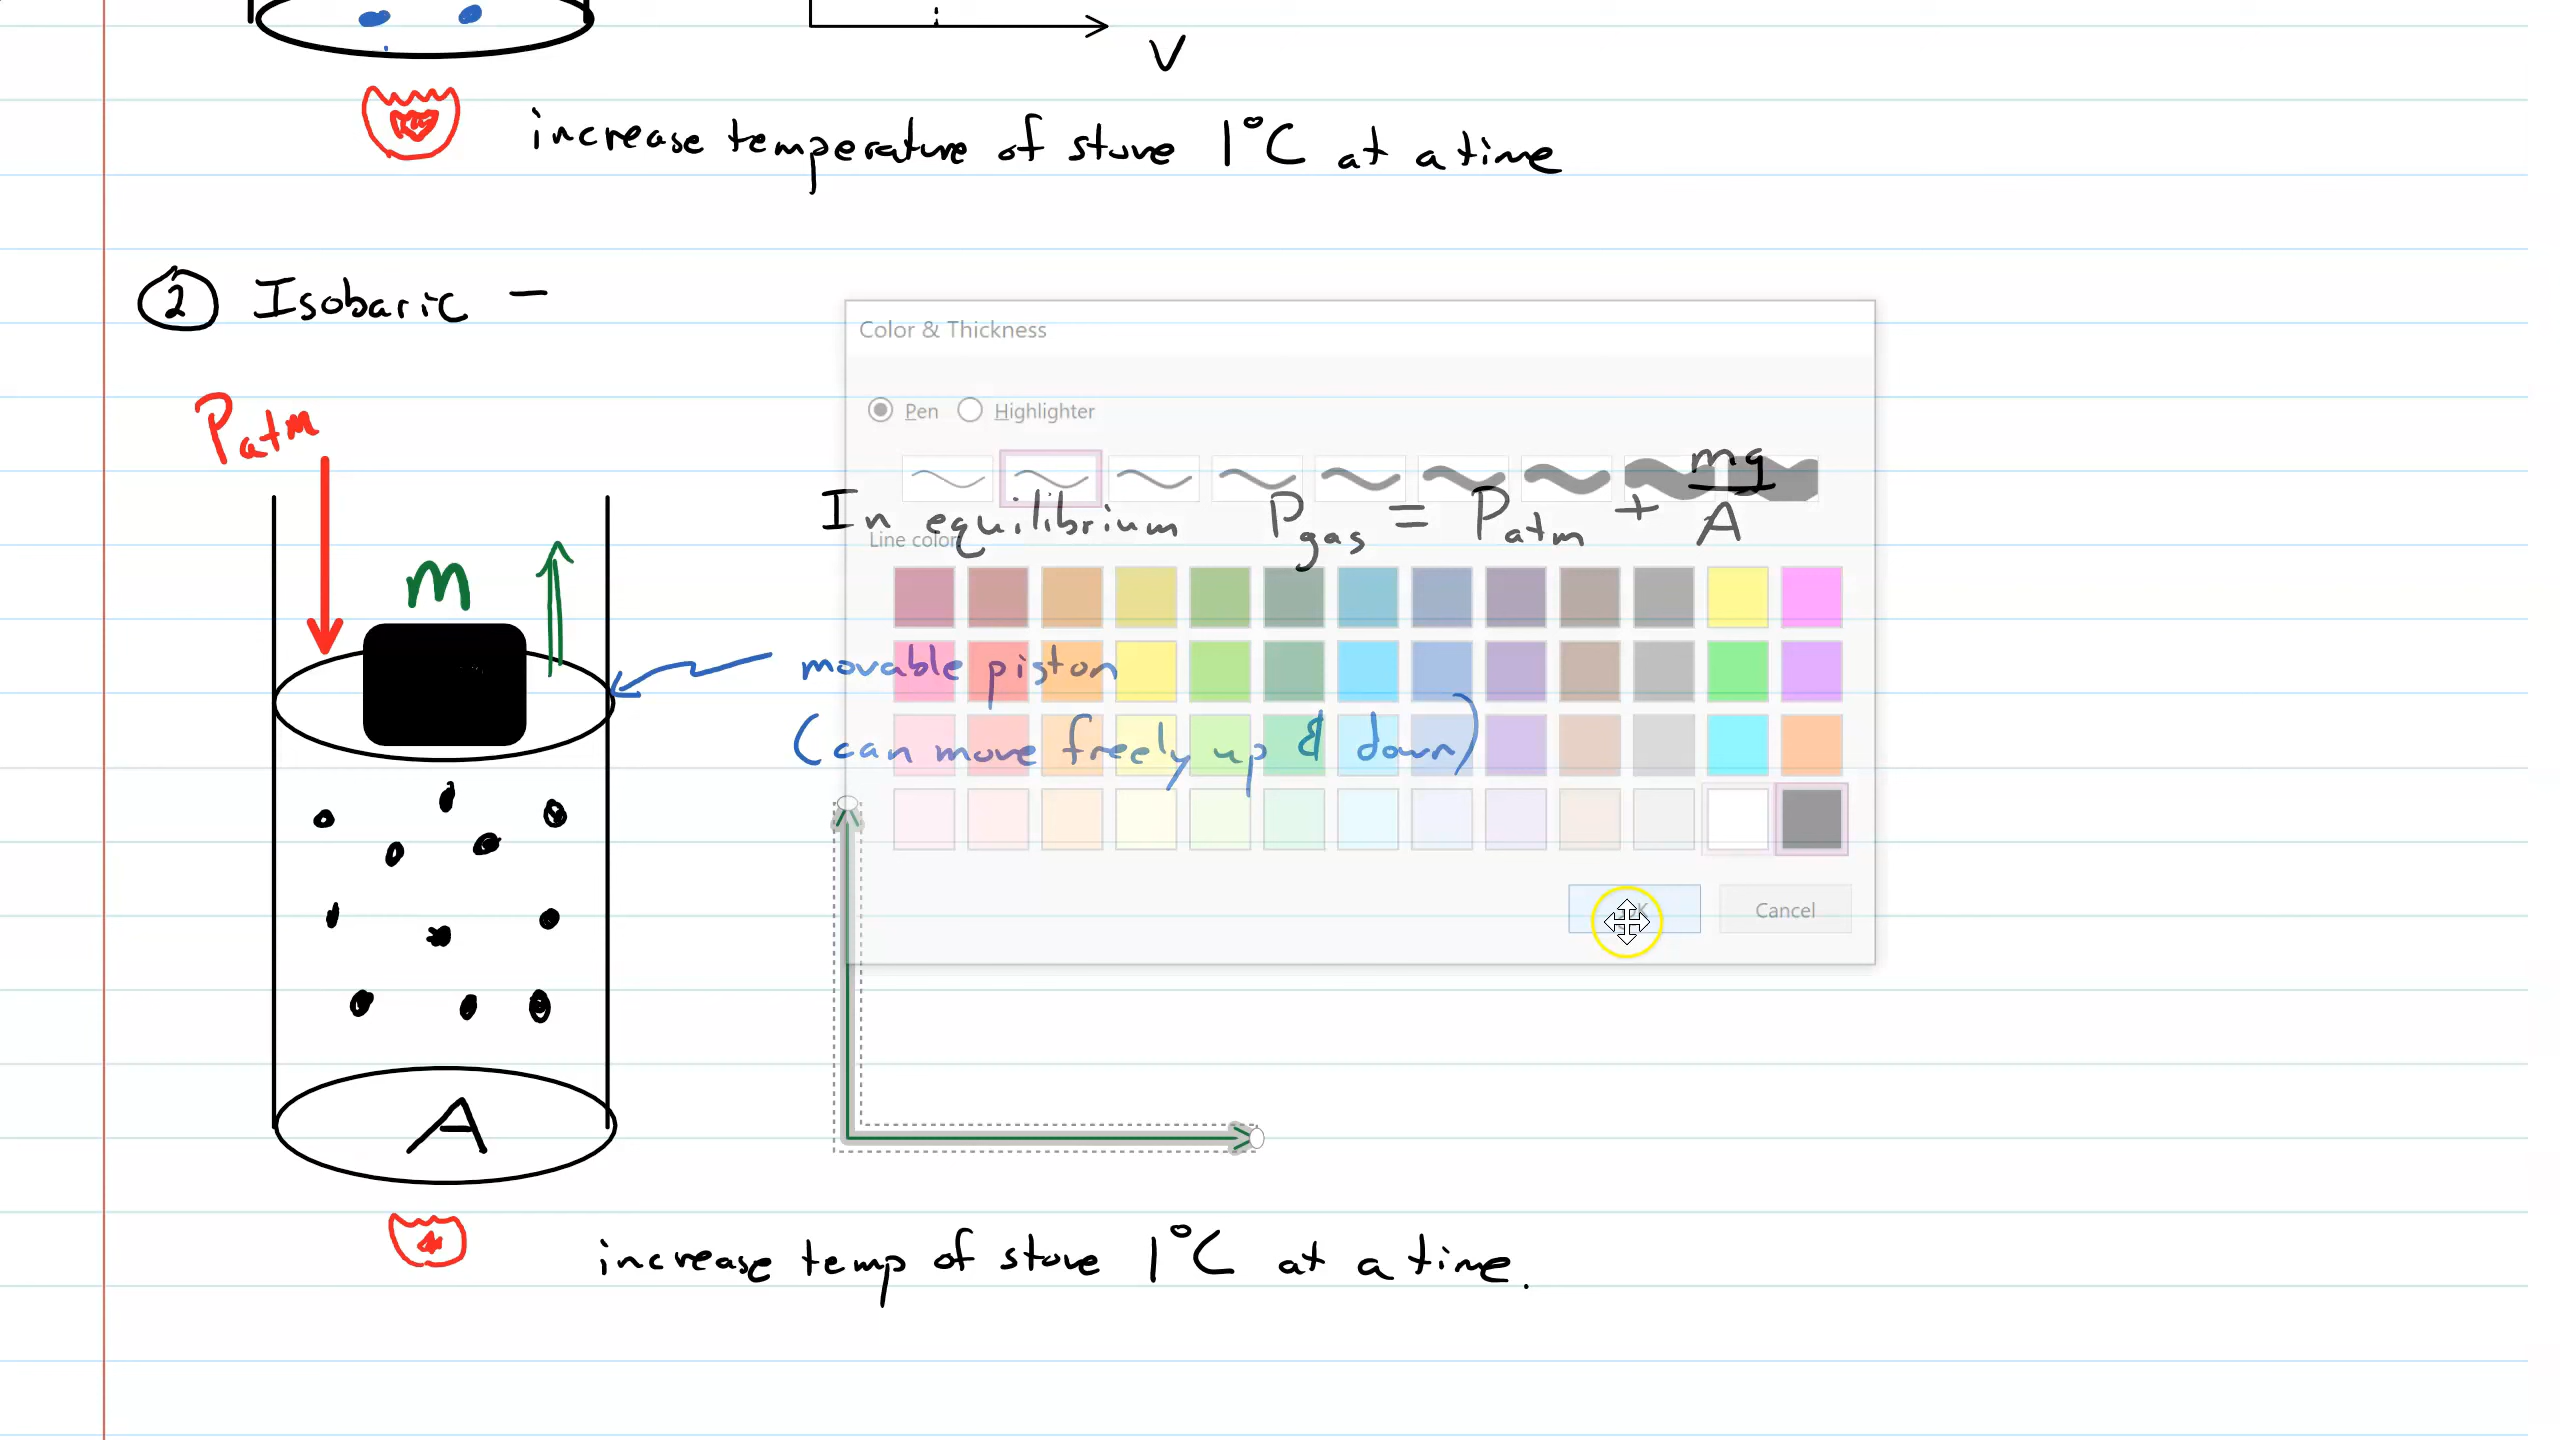 V
increase temperature of stove 1°C at a time
2 Isobaric -
Color & Thickness
Patm
Pen Highlighter
In equilibrium Pgas = Patm + mg/A
Line color
m
movable piston
(can move freely up & down)
OK Cancel
A
increase temp of stove 1°C at a time.